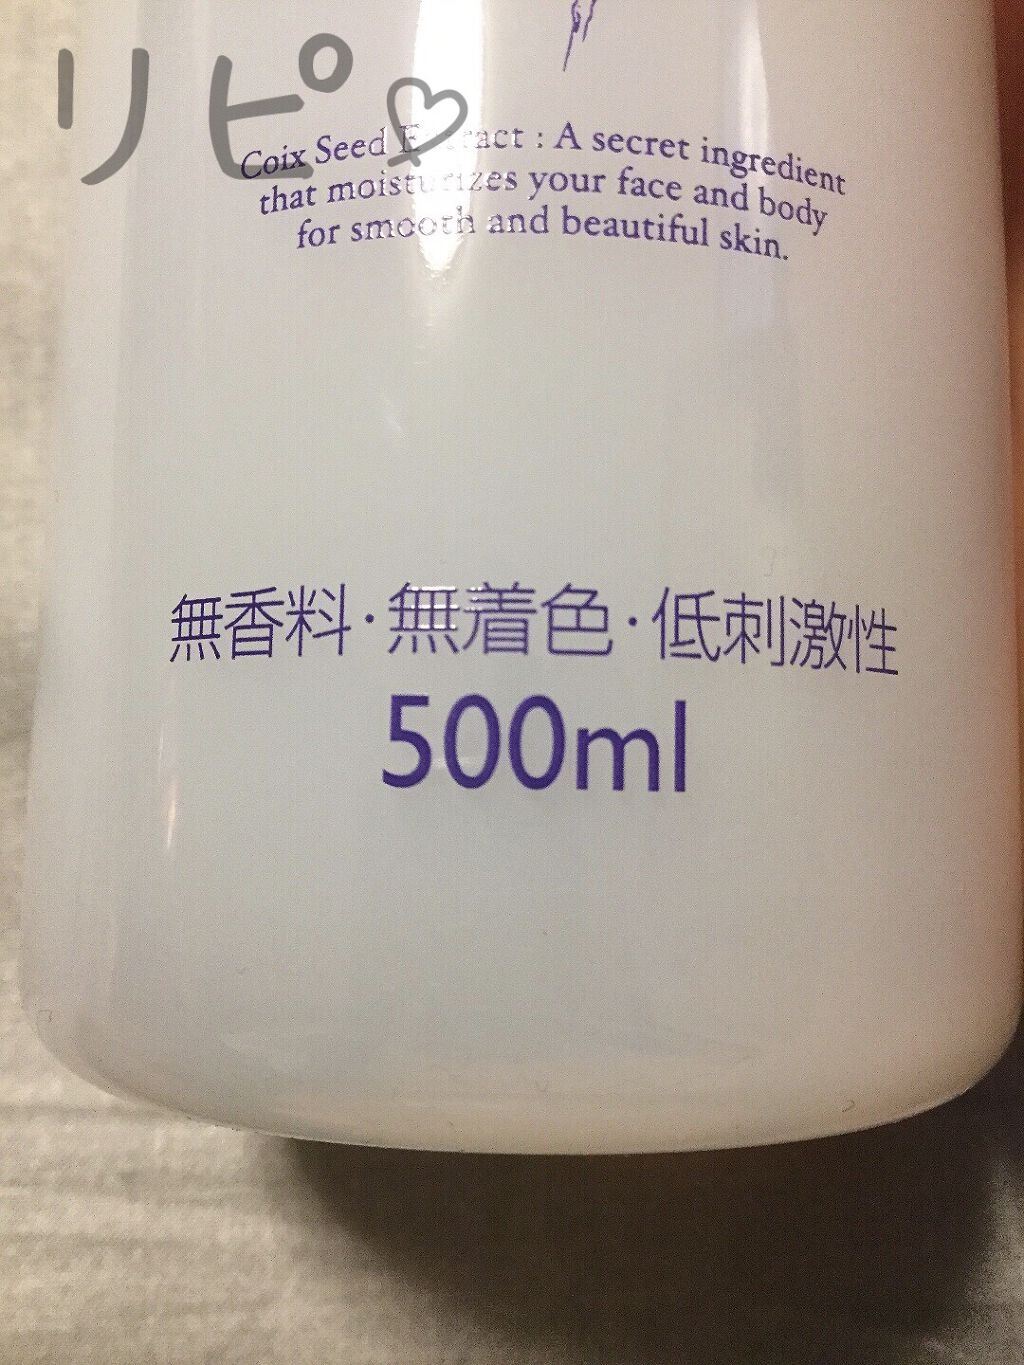 リピ♡
Coix Seed Extract : A secret ingredient
that moisturizes your face and body
for smooth and beautiful skin.
無香料・無着色・低刺激性
500ml